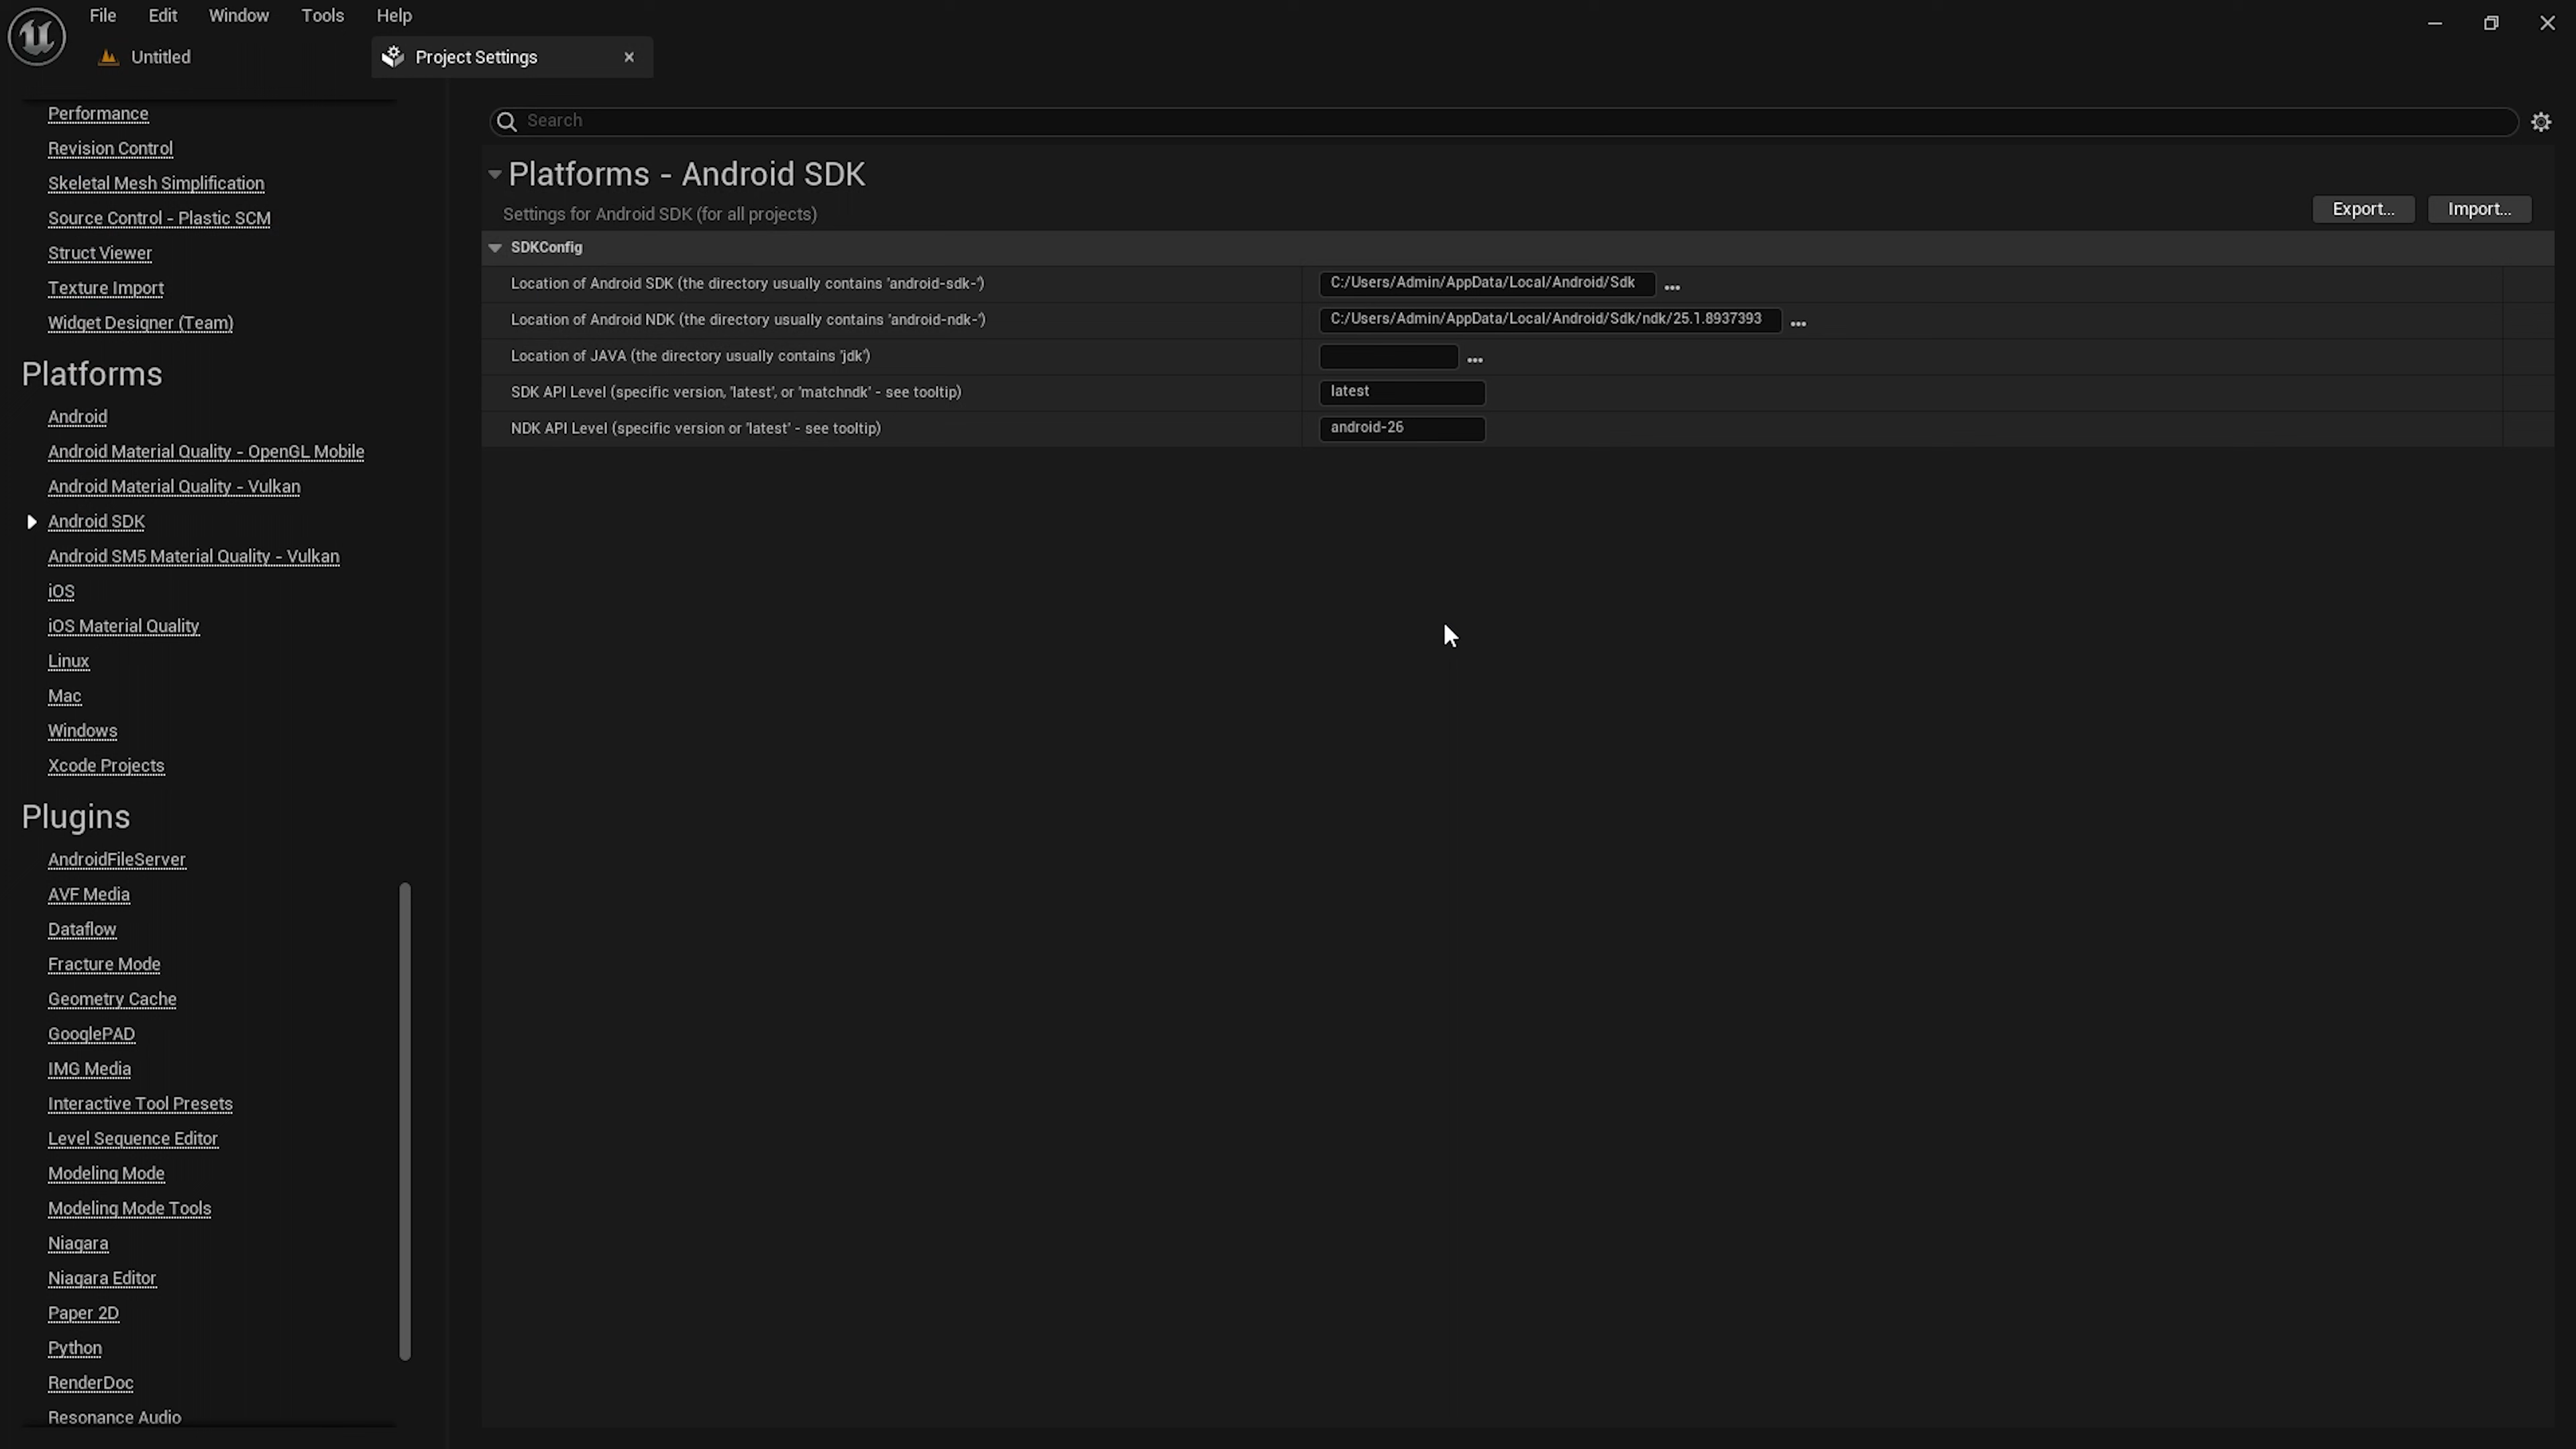 File Edit Window Tools Help
Untitled
Project Settings
Performance
Revision Control
Skeletal Mesh Simplification
Source Control - Plastic SCM
Struct Viewer
Texture Import
Widget Designer (Team)
Platforms
Android
Android Material Quality - OpenGL Mobile
Android Material Quality - Vulkan
Android SDK
Android SM5 Material Quality - Vulkan
iOS
iOS Material Quality
Linux
Mac
Windows
Xcode Projects
Plugins
AndroidFileServer
AVF Media
Dataflow
Fracture Mode
Geometry Cache
GooglePAD
IMG Media
Interactive Tool Presets
Level Sequence Editor
Modeling Mode
Modeling Mode Tools
Niagara
Niagara Editor
Paper 2D
Python
RenderDoc
Resonance Audio
Search
Platforms - Android SDK
Settings for Android SDK (for all projects)
Export... Import...
SDKConfig
Location of Android SDK (the directory usually contains 'android-sdk-') C:/Users/Admin/AppData/Local/Android/Sdk ...
Location of Android NDK (the directory usually contains 'android-ndk-') C:/Users/Admin/AppData/Local/Android/Sdk/ndk/25.1.8937393 ...
Location of JAVA (the directory usually contains 'jdk') ...
SDK API Level (specific version, 'latest', or 'matchndk' - see tooltip) latest
NDK API Level (specific version or 'latest' - see tooltip) android-26